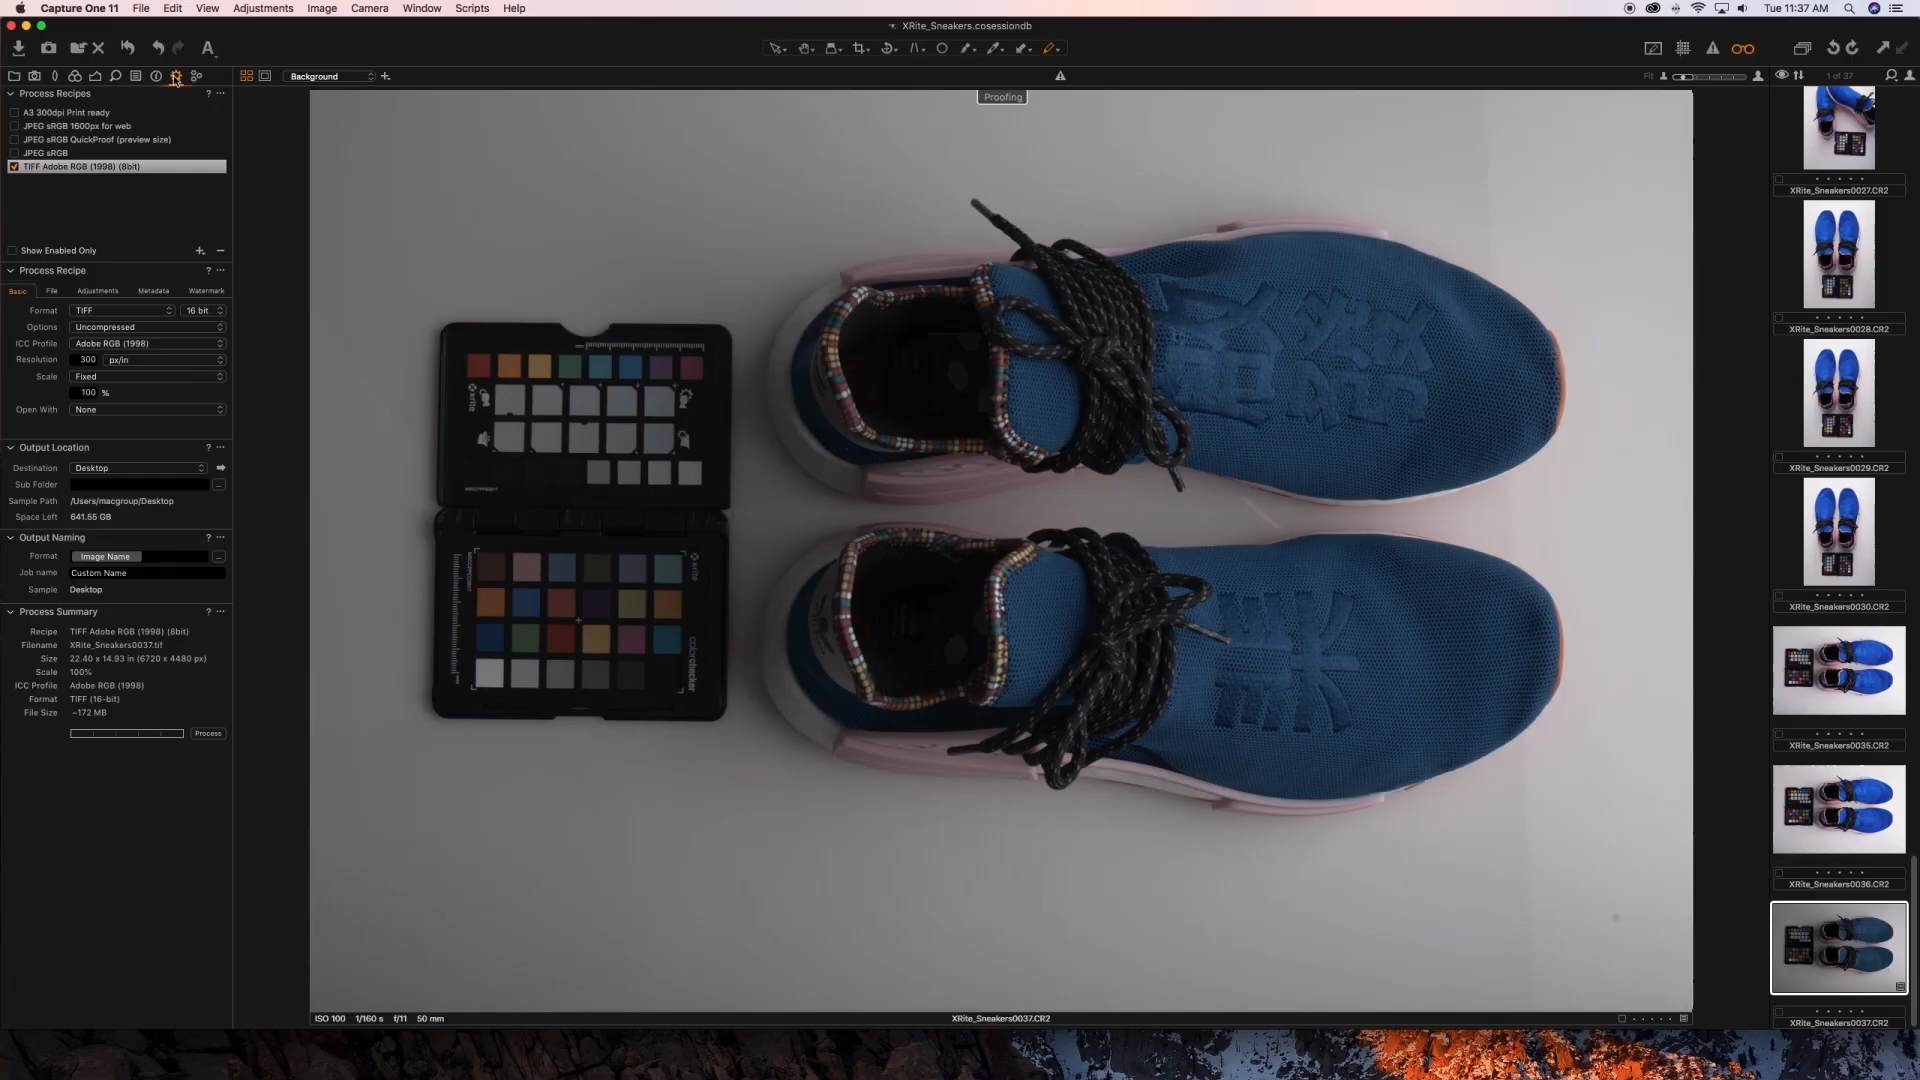 Capture One 11 File Edit View Adjustments Image Camera Window Scripts Help
Tue 11:37 AM
XRite_Sneakers.cosessiondb
Background
Fit
1 of 37
Proofing
Process Recipes
A3 300dpi Print ready
JPEG sRGB 1600px for web
JPEG sRGB QuickProof (preview size)
JPEG sRGB
TIFF Adobe RGB (1998) (8bit)
Show Enabled Only
Process Recipe
Basic File Adjustments Metadata Watermark
Format TIFF 16 bit
Options Uncompressed
ICC Profile Adobe RGB (1998)
Resolution 300 px/in
Scale Fixed
100 %
Open With None
Output Location
Destination Desktop
Sub Folder
Sample Path /Users/macgroup/Desktop
Space Left 641.55 GB
Output Naming
Format Image Name
Job name Custom Name
Sample Desktop
Process Summary
Recipe TIFF Adobe RGB (1998) (8bit)
Filename XRite_Sneakers0037.tif
Size 22.40 x 14.93 in (6720 x 4480 px)
Scale 100%
ICC Profile Adobe RGB (1998)
Format TIFF (16-bit)
File Size ~172 MB
Process
x-rite
x-rite
colorchecker
ISO 100 1/160 s f/11 50 mm
XRite_Sneakers0037.CR2
XRite_Sneakers0027.CR2
XRite_Sneakers0028.CR2
XRite_Sneakers0029.CR2
XRite_Sneakers0030.CR2
XRite_Sneakers0035.CR2
XRite_Sneakers0036.CR2
XRite_Sneakers0037.CR2